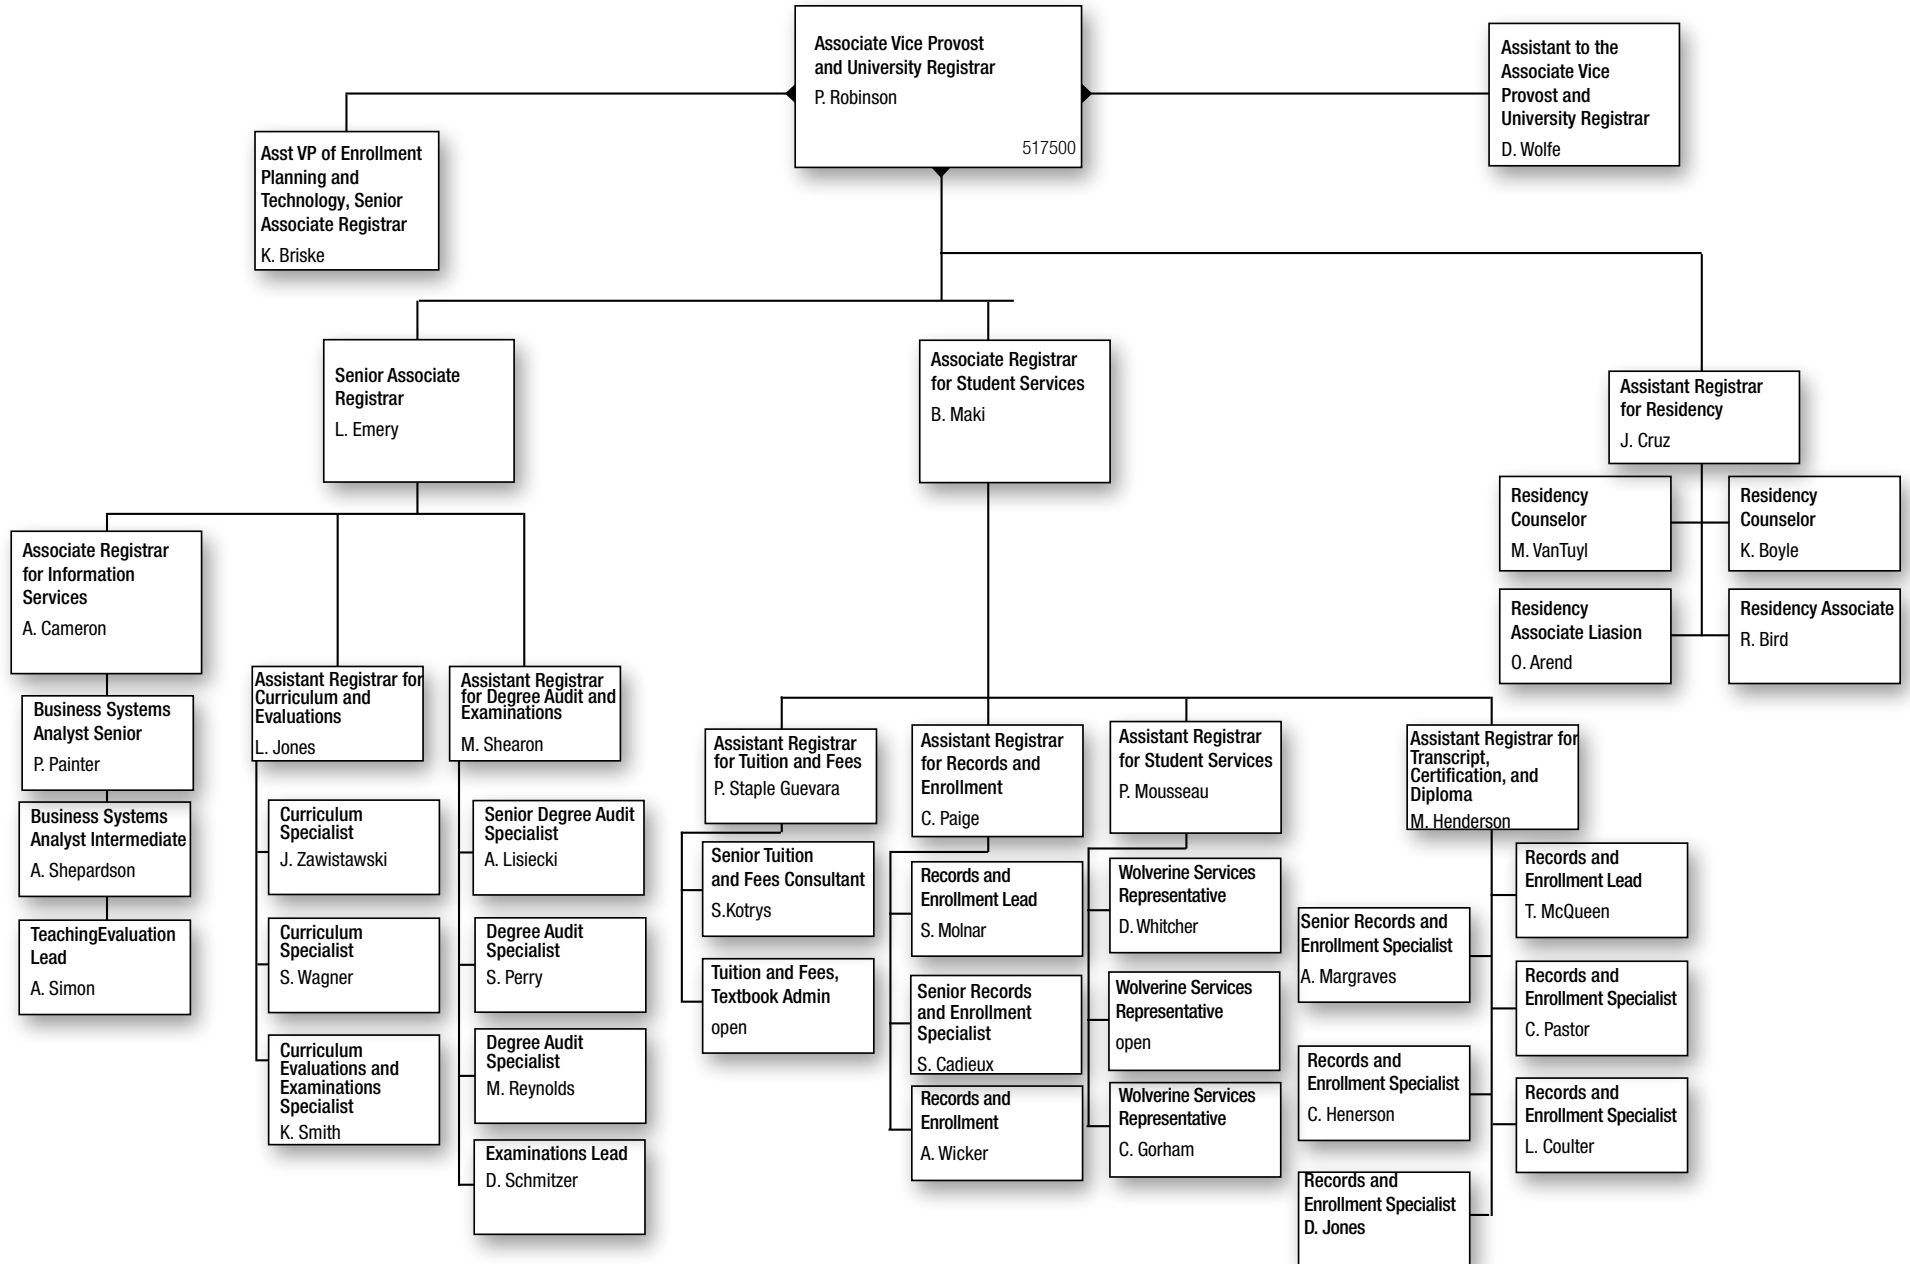 Associate Vice Provost
and University Registrar
P. Robinson
517500
Assistant to the
Associate Vice
Provost and
University Registrar
D. Wolfe
Asst VP of Enrollment
Planning and
Technology, Senior
Associate Registrar
K. Briske
Senior Associate
Registrar
L. Emery
Associate Registrar
for Student Services
B. Maki
Assistant Registrar
for Residency
J. Cruz
Residency
Counselor
M. VanTuyl
Residency
Counselor
K. Boyle
Residency
Associate Liasion
O. Arend
Residency Associate
R. Bird
Associate Registrar
for Information
Services
A. Cameron
Business Systems
Analyst Senior
P. Painter
Business Systems
Analyst Intermediate
A. Shepardson
TeachingEvaluation
Lead
A. Simon
Assistant Registrar for
Curriculum and
Evaluations
L. Jones
Curriculum
Specialist
J. Zawistawski
Curriculum
Specialist
S. Wagner
Curriculum
Evaluations and
Examinations
Specialist
K. Smith
Assistant Registrar
for Degree Audit and
Examinations
M. Shearon
Senior Degree Audit
Specialist
A. Lisiecki
Degree Audit
Specialist
S. Perry
Degree Audit
Specialist
M. Reynolds
Examinations Lead
D. Schmitzer
Assistant Registrar
for Tuition and Fees
P. Staple Guevara
Senior Tuition
and Fees Consultant
S.Kotrys
Tuition and Fees,
Textbook Admin
open
Assistant Registrar
for Records and
Enrollment
C. Paige
Records and
Enrollment Lead
S. Molnar
Senior Records
and Enrollment
Specialist
S. Cadieux
Records and
Enrollment
A. Wicker
Assistant Registrar
for Student Services
P. Mousseau
Wolverine Services
Representative
D. Whitcher
Wolverine Services
Representative
open
Wolverine Services
Representative
C. Gorham
Assistant Registrar for
Transcript,
Certification, and
Diploma
M. Henderson
Records and
Enrollment Lead
T. McQueen
Senior Records and
Enrollment Specialist
A. Margraves
Records and
Enrollment Specialist
C. Pastor
Records and
Enrollment Specialist
C. Henerson
Records and
Enrollment Specialist
L. Coulter
Records and
Enrollment Specialist
D. Jones